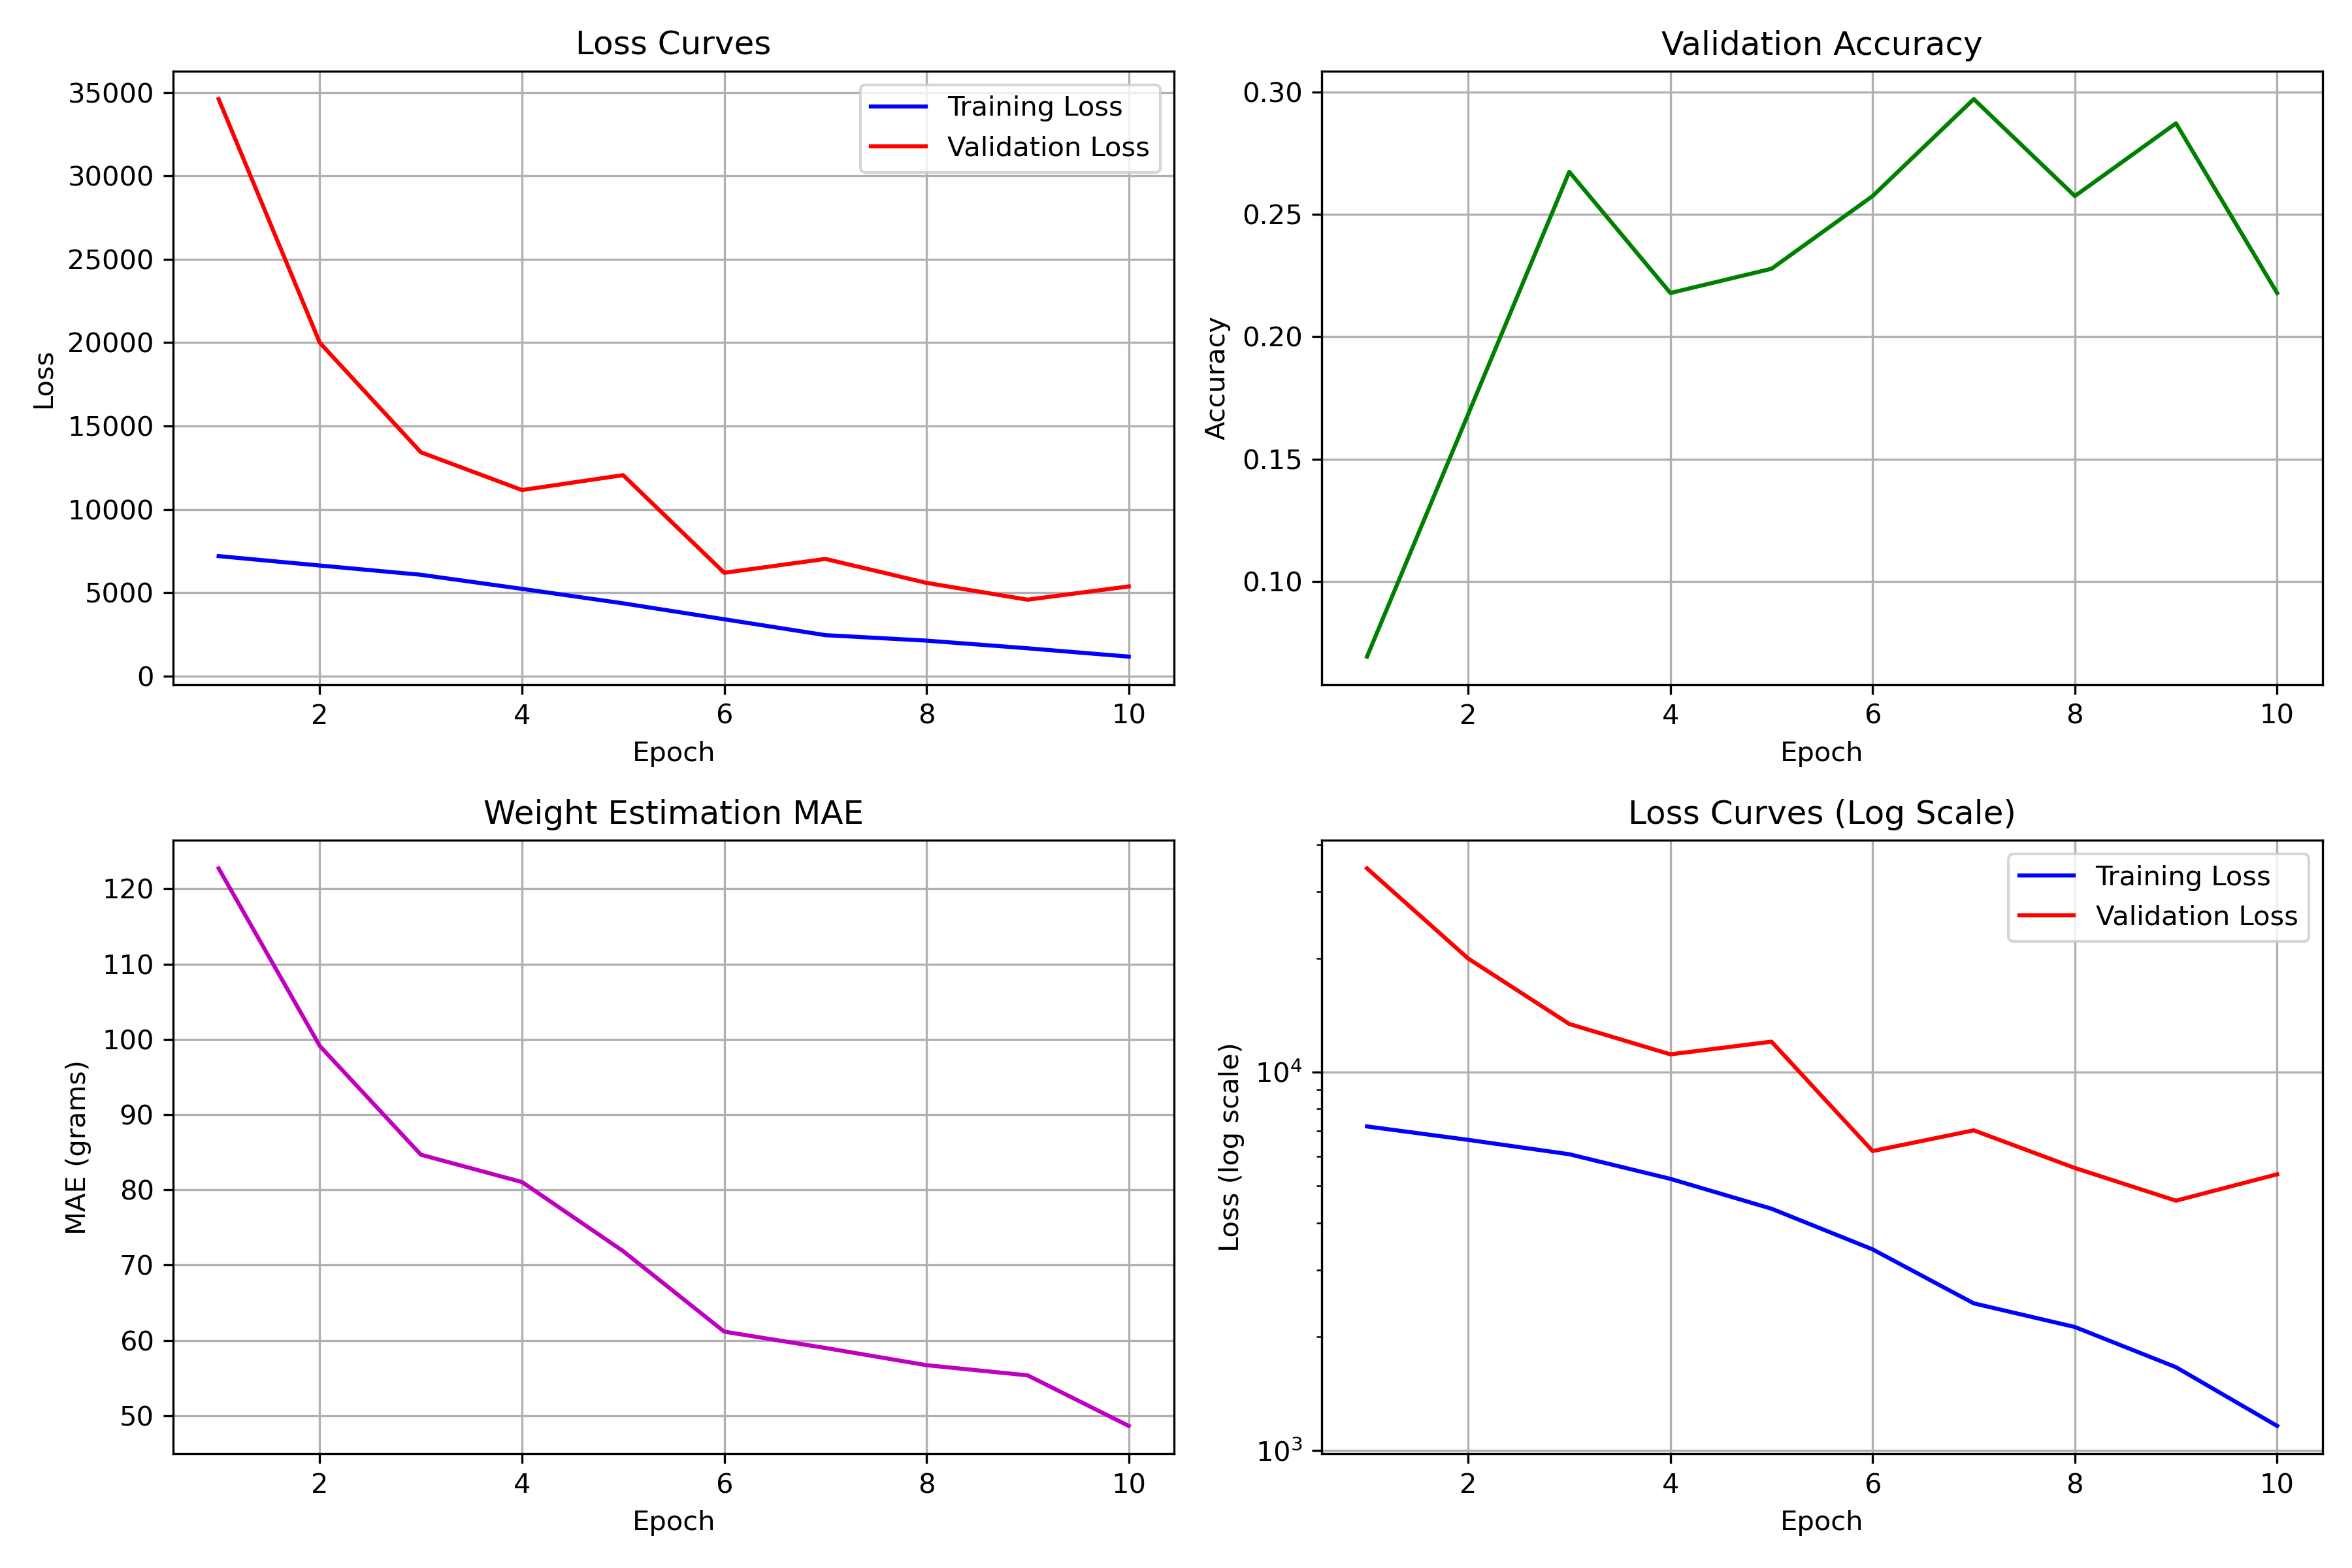 Loss Curves
35000
30000
25000
20000
15000
10000
5000
0
Loss
Training Loss
Validation Loss
2 4 6 8 10
Epoch
Validation Accuracy
0.30
0.25
0.20
0.15
0.10
Accuracy
2 4 6 8 10
Epoch
Weight Estimation MAE
120
110
100
90
80
70
60
50
MAE (grams)
2 4 6 8 10
Epoch
Loss Curves (Log Scale)
10⁴
10³
Loss (log scale)
Training Loss
Validation Loss
2 4 6 8 10
Epoch